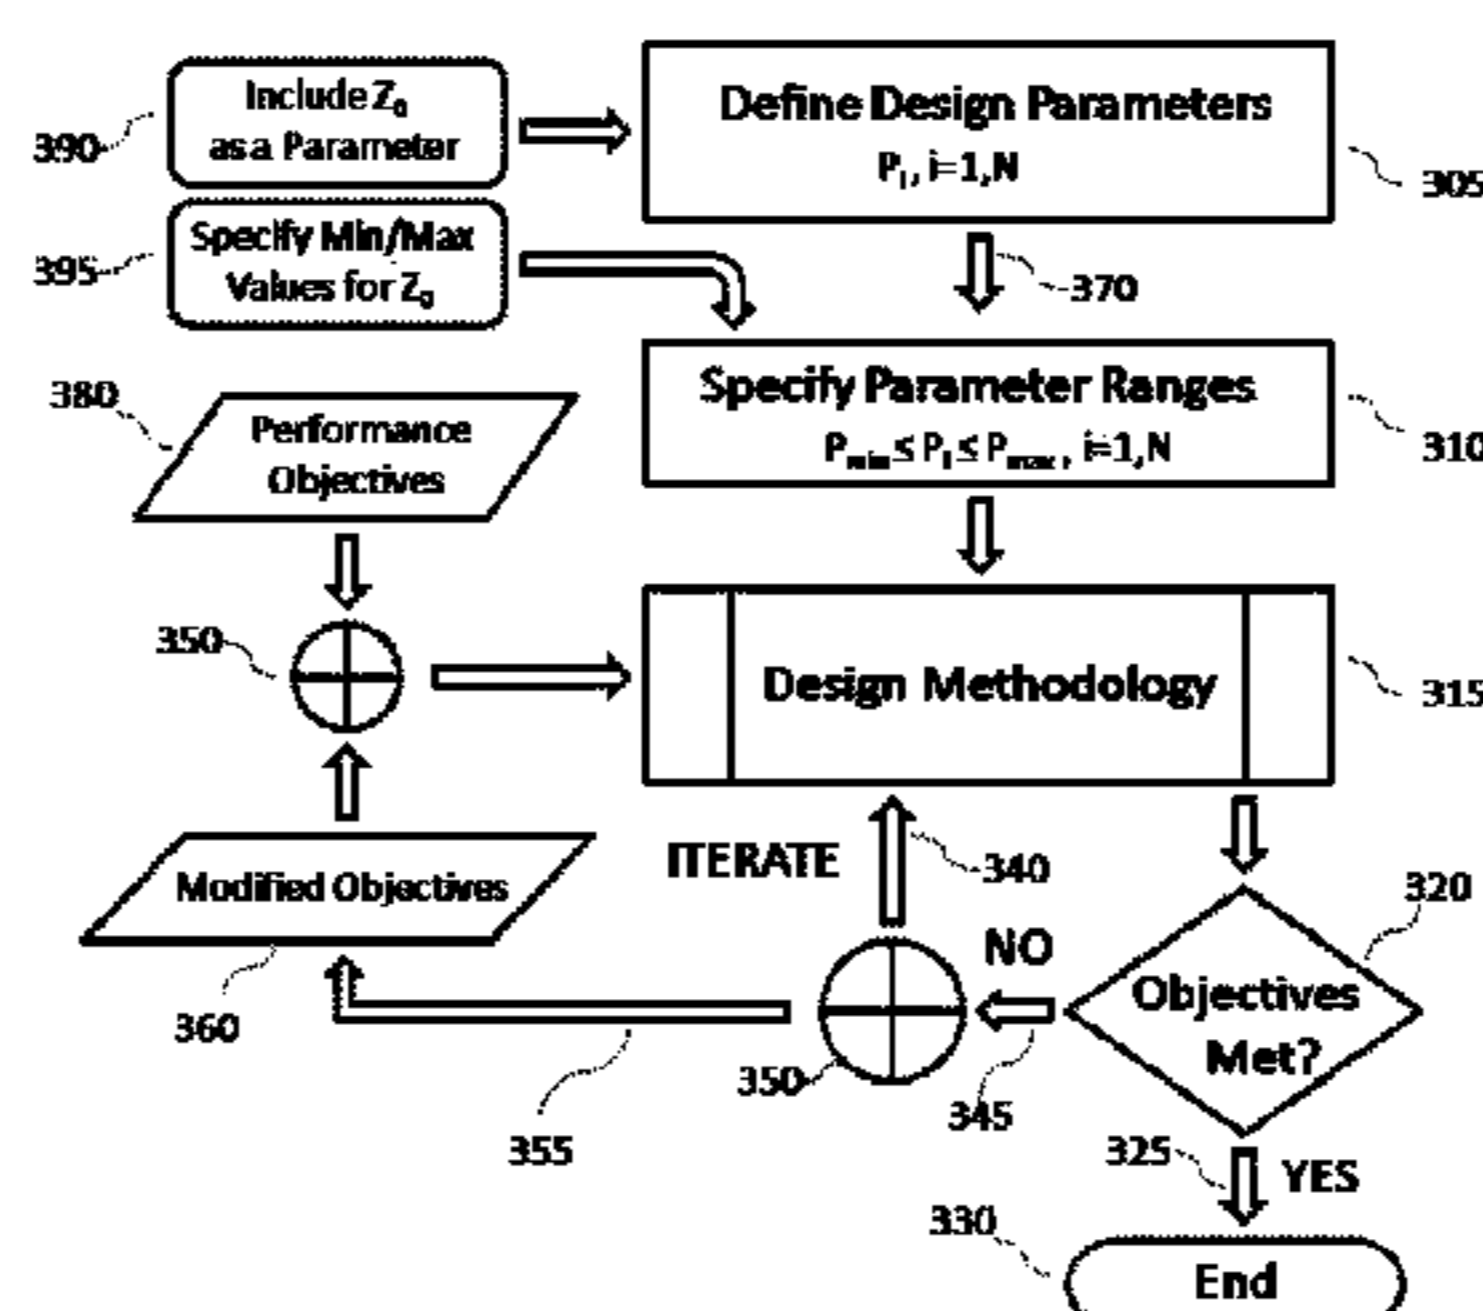 Include Z₀
as a Parameter
390
Define Design Parameters
Pᵢ, i=1,N
305
Specify Min/Max
Values for Z₀
395
370
380
Performance
Objectives
Specify Parameter Ranges
Pₘᵢₙ ≤ Pᵢ ≤ Pₘₐₓ, i=1,N
310
350
Design Methodology
315
Modified Objectives
360
ITERATE
340
320
NO
Objectives
Met?
350
345
355
325
YES
330
End